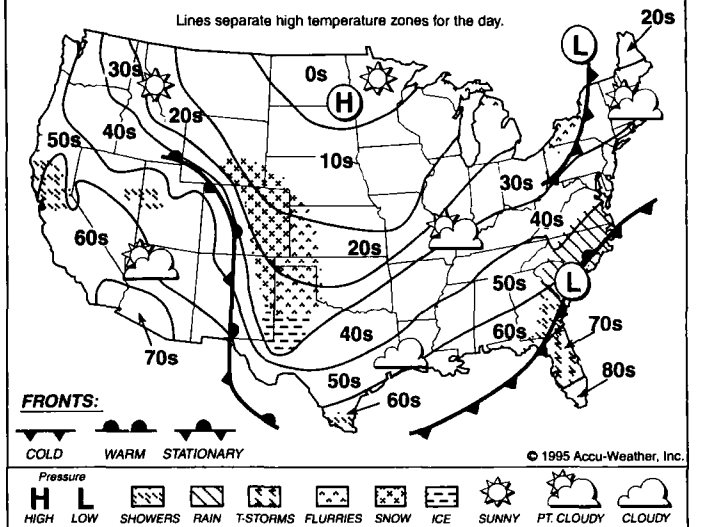 Lines separate high temperature zones for the day.
20s
L
30s
0s
H
20s
40s
50s
10s
30s
40s
60s
20s
50s
L
60s
70s
40s
70s
50s
80s
60s
FRONTS:
COLD WARM STATIONARY
© 1995 Accu-Weather, Inc.
Pressure
H L
HIGH LOW SHOWERS RAIN T-STORMS FLURRIES SNOW ICE SUNNY PT. CLOUDY CLOUDY